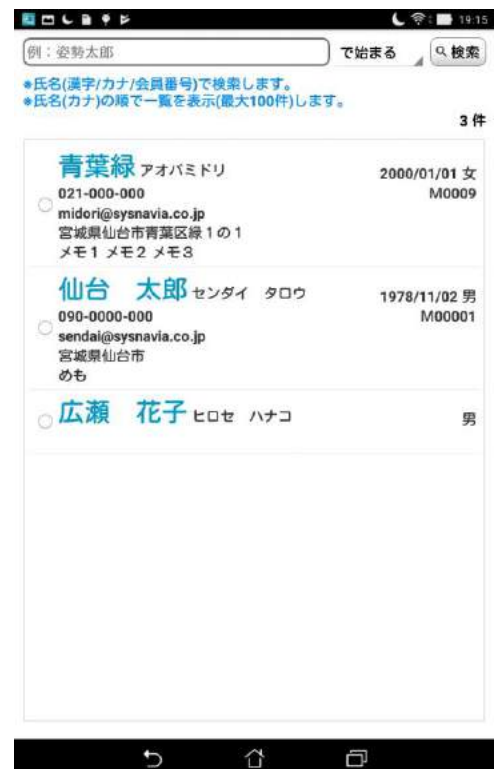 19:15
例：姿勢太郎 で始まる 検索
*氏名(漢字/カナ/会員番号)で検索します。
*氏名(カナ)の順で一覧を表示(最大100件)します。
3 件
青葉緑 アオバミドリ 2000/01/01 女
021-000-000 M0009
midori@sysnavia.co.jp
宮城県仙台市青葉区緑1の1
メモ1 メモ2 メモ3
仙台　太郎 センダイ　タロウ 1978/11/02 男
090-0000-000 M00001
sendai@sysnavia.co.jp
宮城県仙台市
めも
広瀬　花子 ヒロセ　ハナコ 男